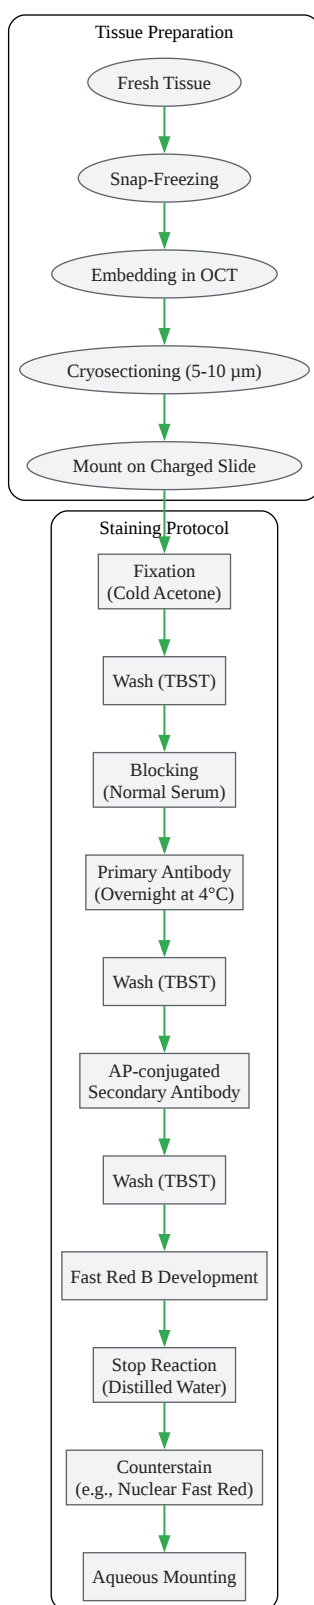 Tissue Preparation
Fresh Tissue
Snap-Freezing
Embedding in OCT
Cryosectioning (5-10 µm)
Mount on Charged Slide
Staining Protocol
Fixation
(Cold Acetone)
Wash (TBST)
Blocking
(Normal Serum)
Primary Antibody
(Overnight at 4°C)
Wash (TBST)
AP-conjugated
Secondary Antibody
Wash (TBST)
Fast Red B Development
Stop Reaction
(Distilled Water)
Counterstain
(e.g., Nuclear Fast Red)
Aqueous Mounting